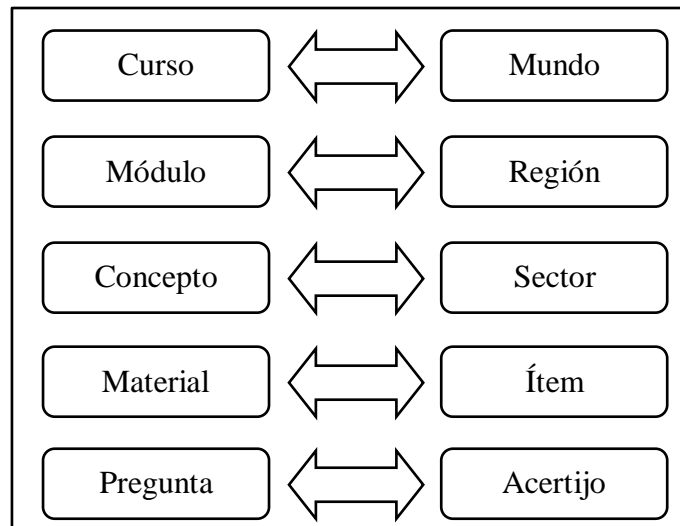 Curso Mundo
Módulo Región
Concepto Sector
Material Ítem
Pregunta Acertijo